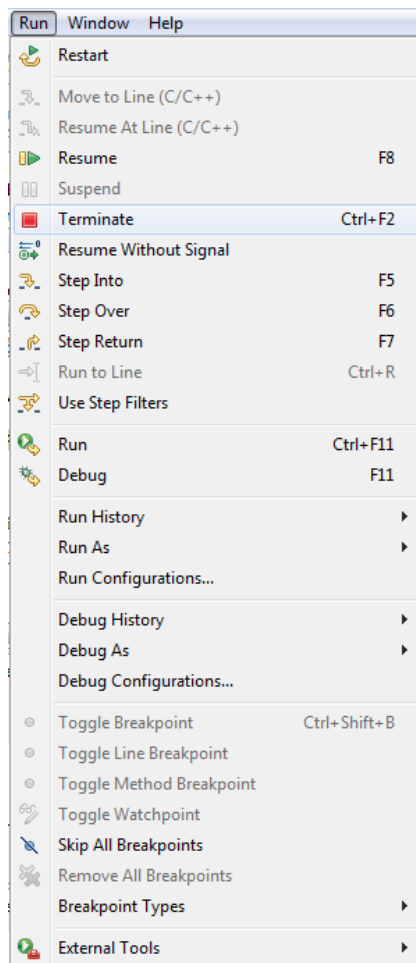 Run Window Help
Restart
Move to Line (C/C++)
Resume At Line (C/C++)
Resume F8
Suspend
Terminate Ctrl+F2
Resume Without Signal
Step Into F5
Step Over F6
Step Return F7
Run to Line Ctrl+R
Use Step Filters
Run Ctrl+F11
Debug F11
Run History
Run As
Run Configurations...
Debug History
Debug As
Debug Configurations...
Toggle Breakpoint Ctrl+Shift+B
Toggle Line Breakpoint
Toggle Method Breakpoint
Toggle Watchpoint
Skip All Breakpoints
Remove All Breakpoints
Breakpoint Types
External Tools